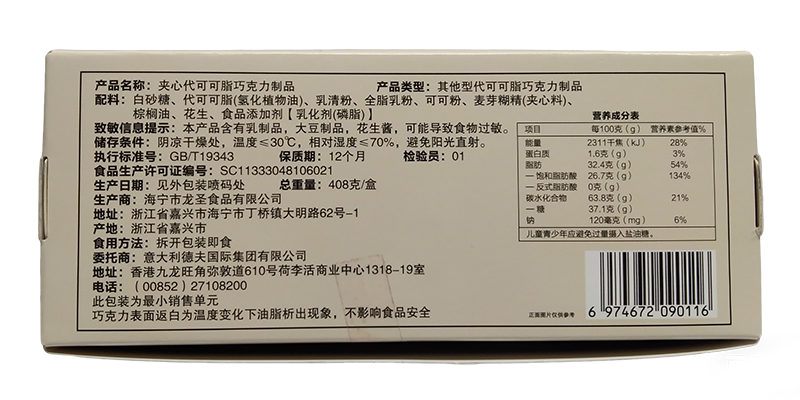 产品名称：夹心代可可脂巧克力制品 产品类型：其他型代可可脂巧克力制品
配料：白砂糖、代可可脂(氢化植物油)、乳清粉、全脂乳粉、可可粉、麦芽糊精(夹心料)、
棕榈油、花生、食品添加剂【乳化剂(磷脂)】
致敏信息提示：本产品含有乳制品，大豆制品，花生酱，可能导致食物过敏。
储存条件：阴凉干燥处，温度≤30℃，相对湿度≤70%，避免阳光直射。
执行标准号：GB/T19343 保质期：12个月 检验员：01
食品生产许可证编号：SC11333048106021
生产日期：见外包装喷码处 总重量：408克/盒
生产商：海宁市龙圣食品有限公司
地址：浙江省嘉兴市海宁市丁桥镇大明路62号-1
产地：浙江省嘉兴市
食用方法：拆开包装即食
委托商：意大利德夫国际集团有限公司
地址：香港九龙旺角弥敦道610号荷李活商业中心1318-19室
电话：（00852）27108200
此包装为最小销售单元
巧克力表面返白为温度变化下油脂析出现象，不影响食品安全
营养成分表
项目 每100克（g） 营养素参考值%
能量 2311千焦（kJ） 28%
蛋白质 1.6克（g） 3%
脂肪 32.4克（g） 54%
－饱和脂肪酸 26.7克（g） 134%
－反式脂肪酸 0克（g）
碳水化合物 63.8克（g） 21%
－糖 37.1克（g）
钠 120毫克（mg） 6%
儿童青少年应避免过量摄入盐油糖。
正面图片仅供参考
6 974672 090116